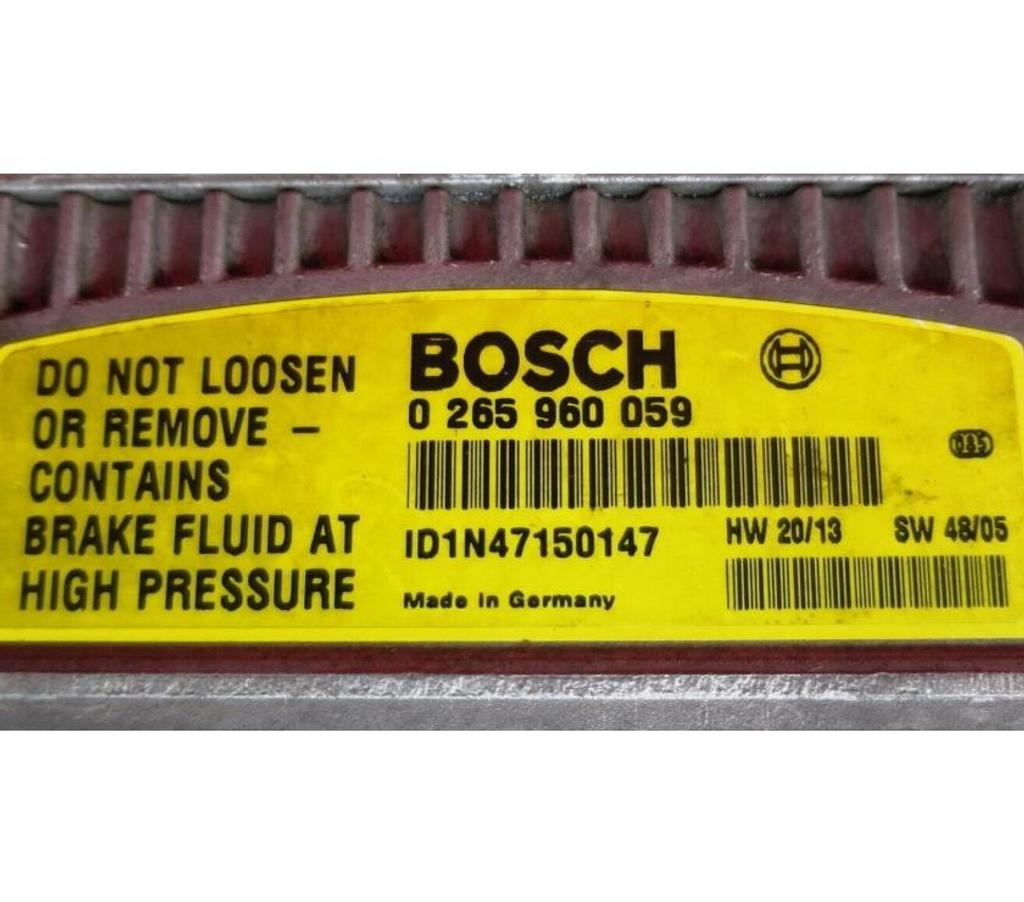 DO NOT LOOSEN
OR REMOVE –
CONTAINS
BRAKE FLUID AT
HIGH PRESSURE
BOSCH
0 265 960 059
085
ID1N47150147
HW 20/13
SW 48/05
Made in Germany